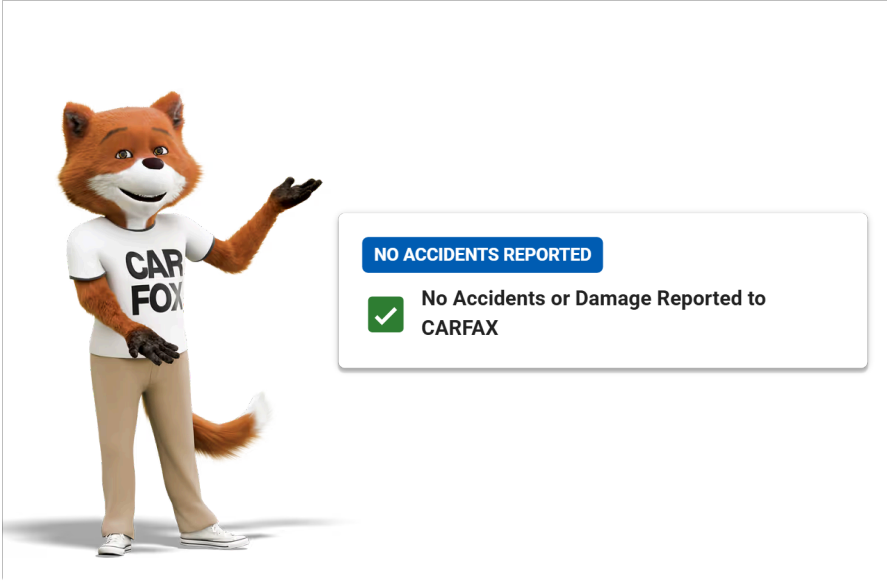 CAR
FOX
NO ACCIDENTS REPORTED
No Accidents or Damage Reported to
CARFAX